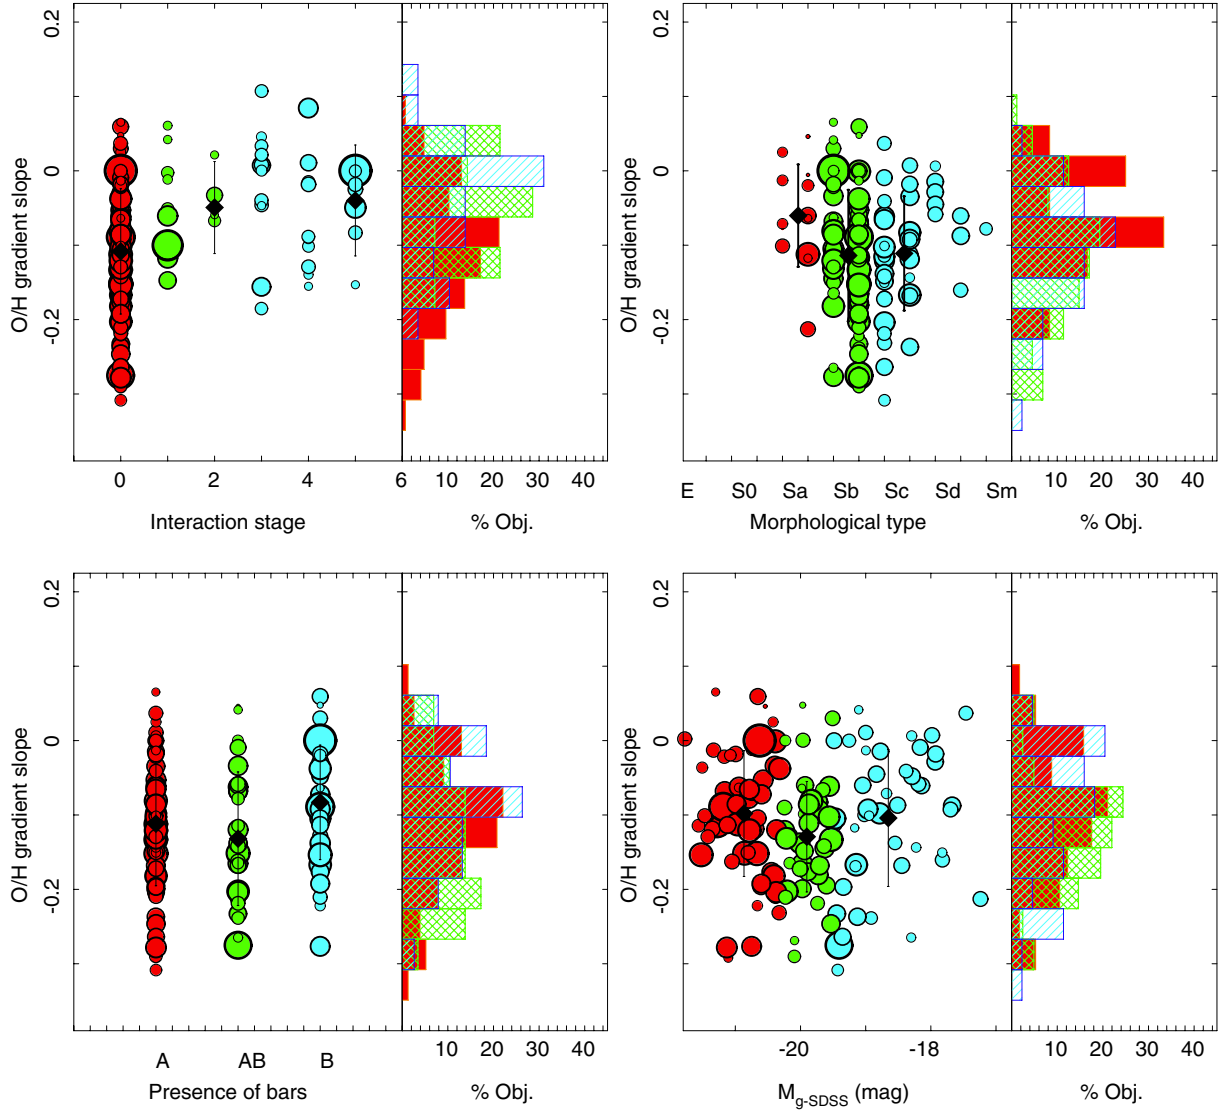 0.2
0
-0.2
O/H gradient slope
0 2 4 6 10 20 30 40
Interaction stage % Obj.
0.2
0
-0.2
O/H gradient slope
E S0 Sa Sb Sc Sd Sm 10 20 30 40
Morphological type % Obj.
0.2
0
-0.2
O/H gradient slope
A AB B 10 20 30 40
Presence of bars % Obj.
0.2
0
-0.2
O/H gradient slope
-20 -18 10 20 30 40
M_g-SDSS (mag) % Obj.